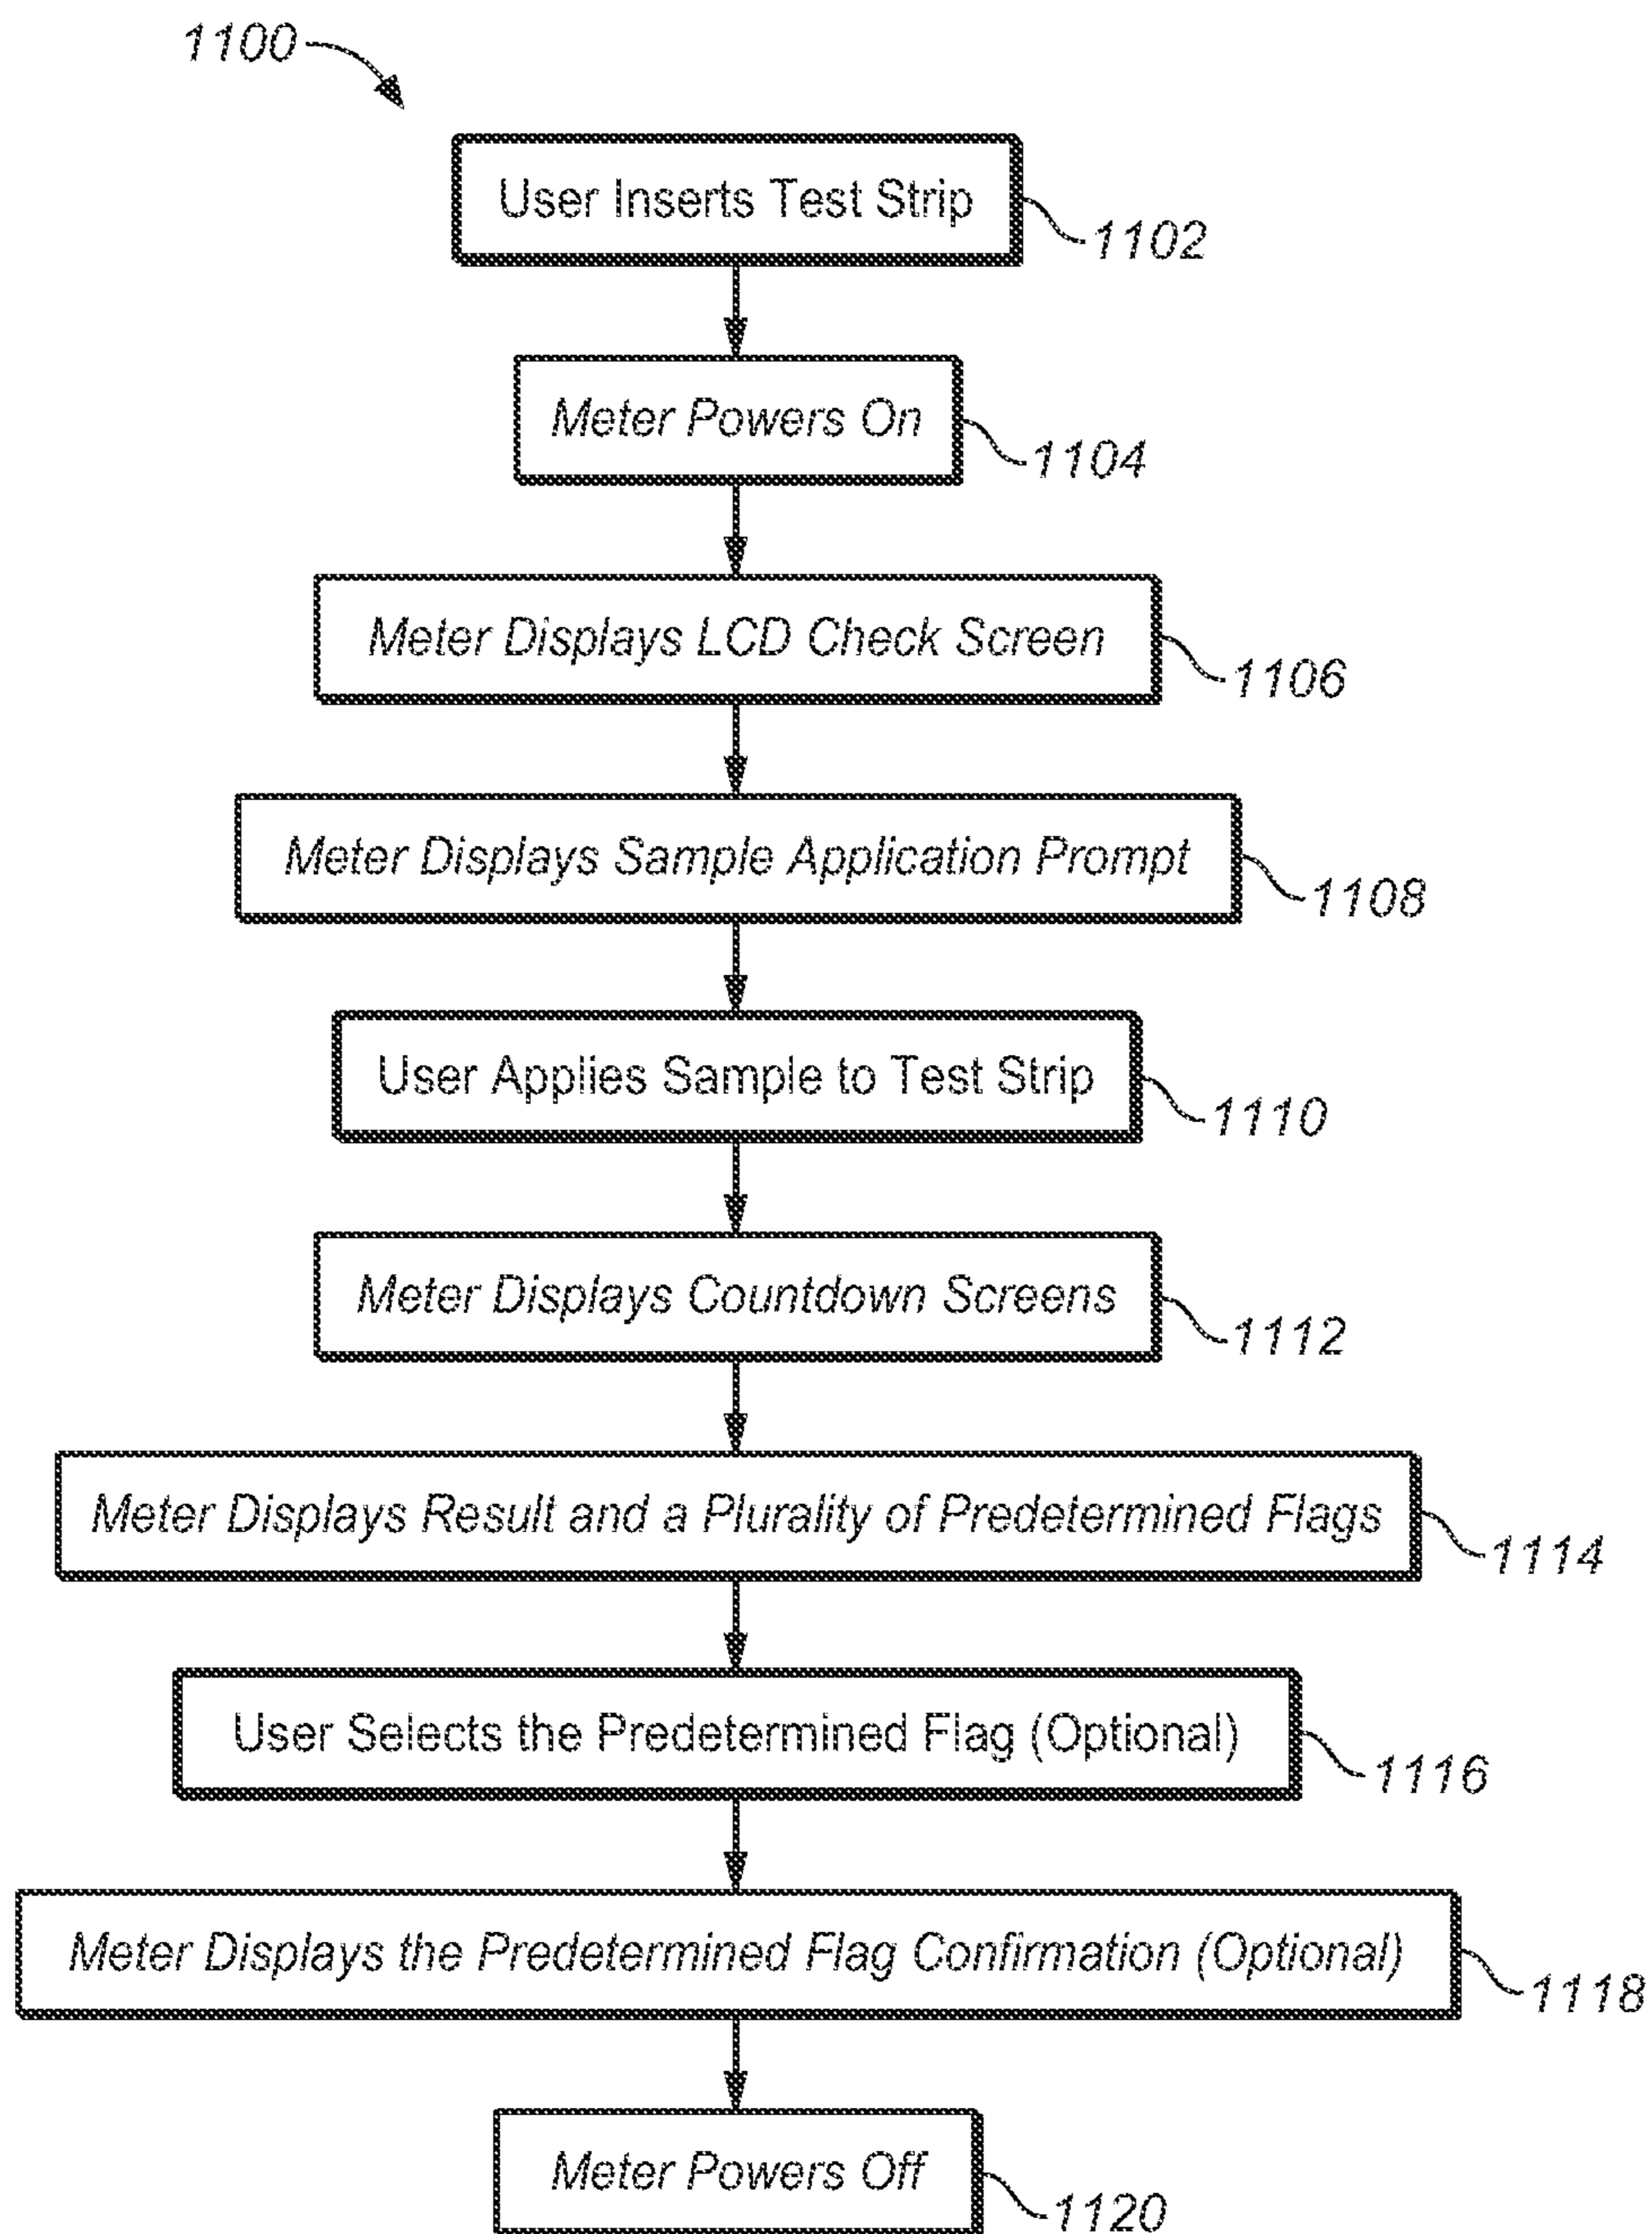 1100
User Inserts Test Strip
1102
Meter Powers On
1104
Meter Displays LCD Check Screen
1106
Meter Displays Sample Application Prompt
1108
User Applies Sample to Test Strip
1110
Meter Displays Countdown Screens
1112
Meter Displays Result and a Plurality of Predetermined Flags
1114
User Selects the Predetermined Flag (Optional)
1116
Meter Displays the Predetermined Flag Confirmation (Optional)
1118
Meter Powers Off
1120